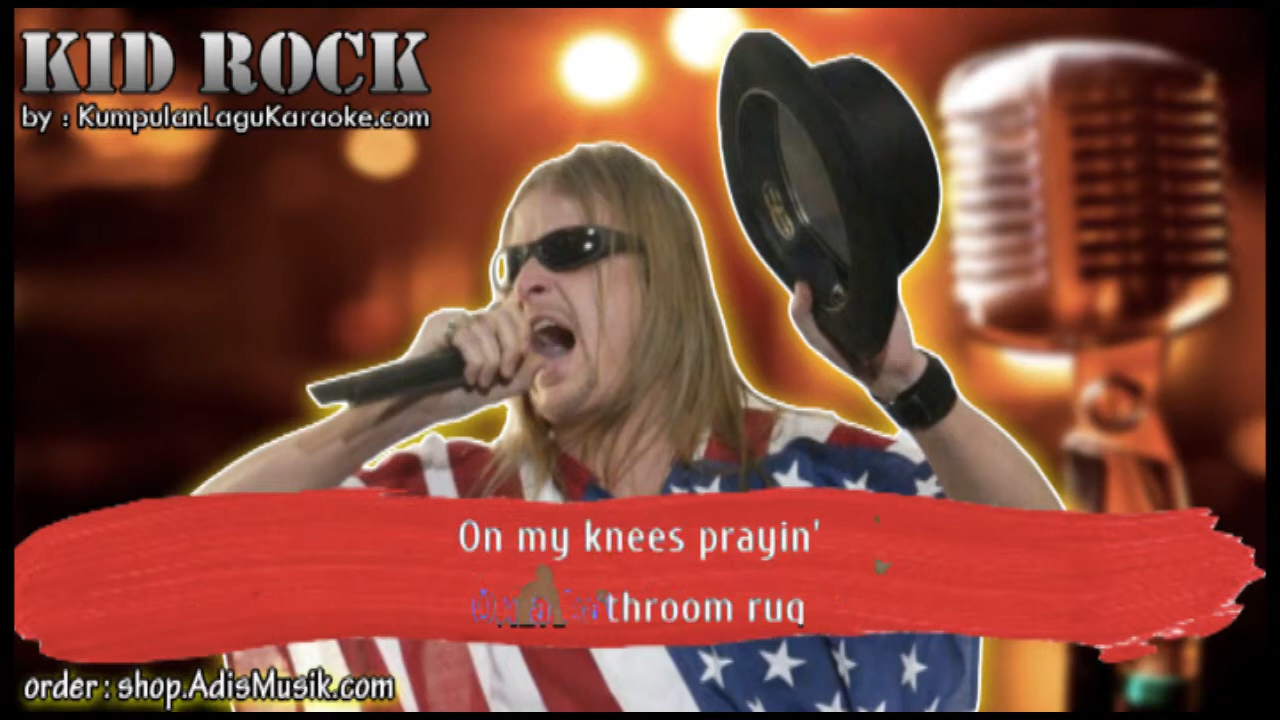 KID ROCK
by : KumpulanLaguKaraoke.com
On my knees prayin'
throom rug
order : shop.AdisMusik.com